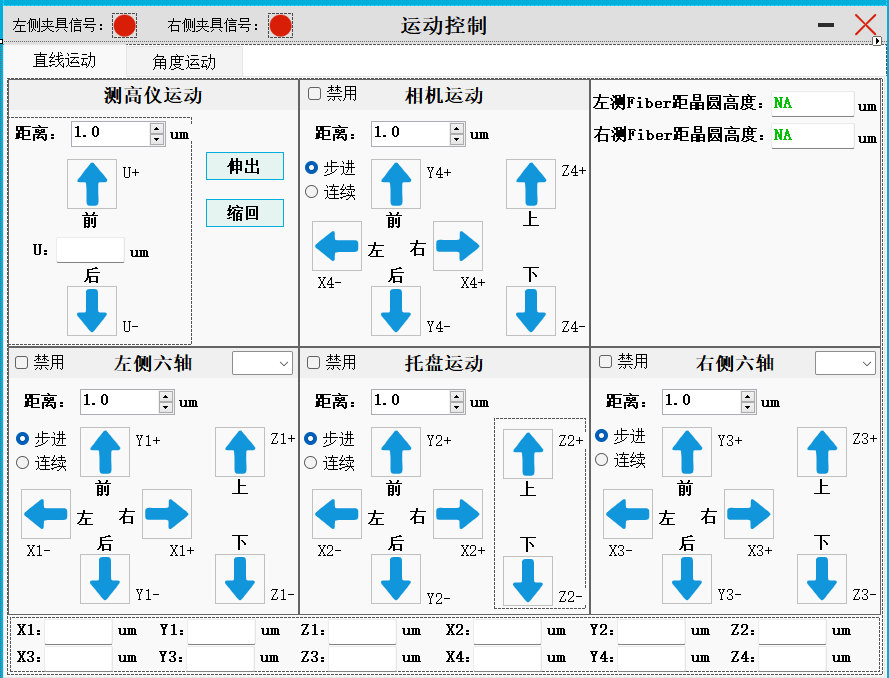 左侧夹具信号: 右侧夹具信号: 运动控制
直线运动 角度运动
测高仪运动
距离: 1.0 um
U+
前
伸出
缩回
U: um
后
U-
禁用 相机运动
距离: 1.0 um
步进
连续
Y4+ Z4+
前 上
左 右
X4- X4+
后 下
Y4- Z4-
左测Fiber距晶圆高度: NA um
右测Fiber距晶圆高度: NA um
禁用 左侧六轴
距离: 1.0 um
步进
连续
Y1+ Z1+
前 上
左 右
X1- X1+
后 下
Y1- Z1-
禁用 托盘运动
距离: 1.0 um
步进
连续
Y2+ Z2+
前 上
左 右
X2- X2+
后 下
Y2- Z2-
禁用 右侧六轴
距离: 1.0 um
步进
连续
Y3+ Z3+
前 上
左 右
X3- X3+
后 下
Y3- Z3-
X1: um Y1: um Z1: um X2: um Y2: um Z2: um
X3: um Y3: um Z3: um X4: um Y4: um Z4: um